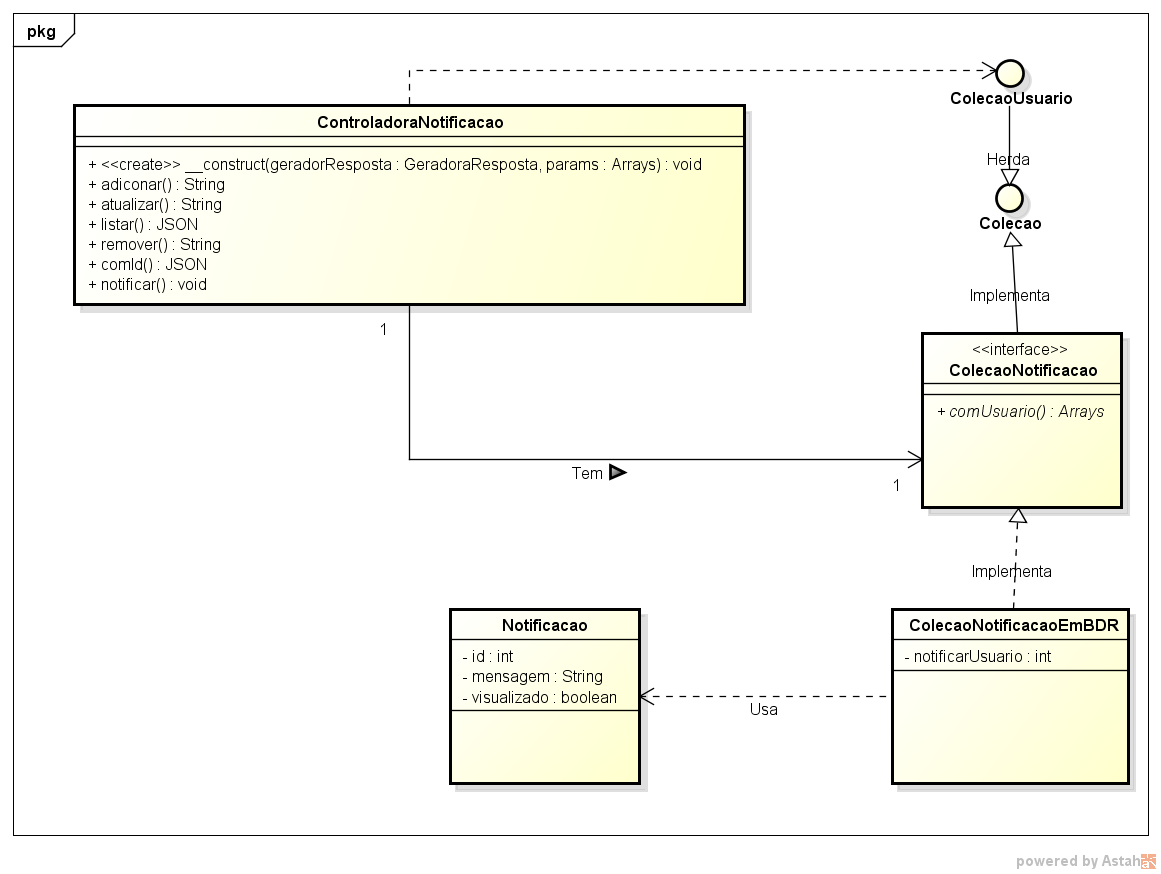 pkg
ColecaoUsuario
ControladoraNotificacao
+ <<create>> __construct(geradorResposta : GeradoraResposta, params : Arrays) : void
+ adiconar() : String
+ atualizar() : String
+ listar() : JSON
+ remover() : String
+ comId() : JSON
+ notificar() : void
Herda
Colecao
Implementa
1
<<interface>>
ColecaoNotificacao
+ comUsuario() : Arrays
Tem
1
Implementa
Notificacao
- id : int
- mensagem : String
- visualizado : boolean
ColecaoNotificacaoEmBDR
- notificarUsuario : int
Usa
powered by Astah